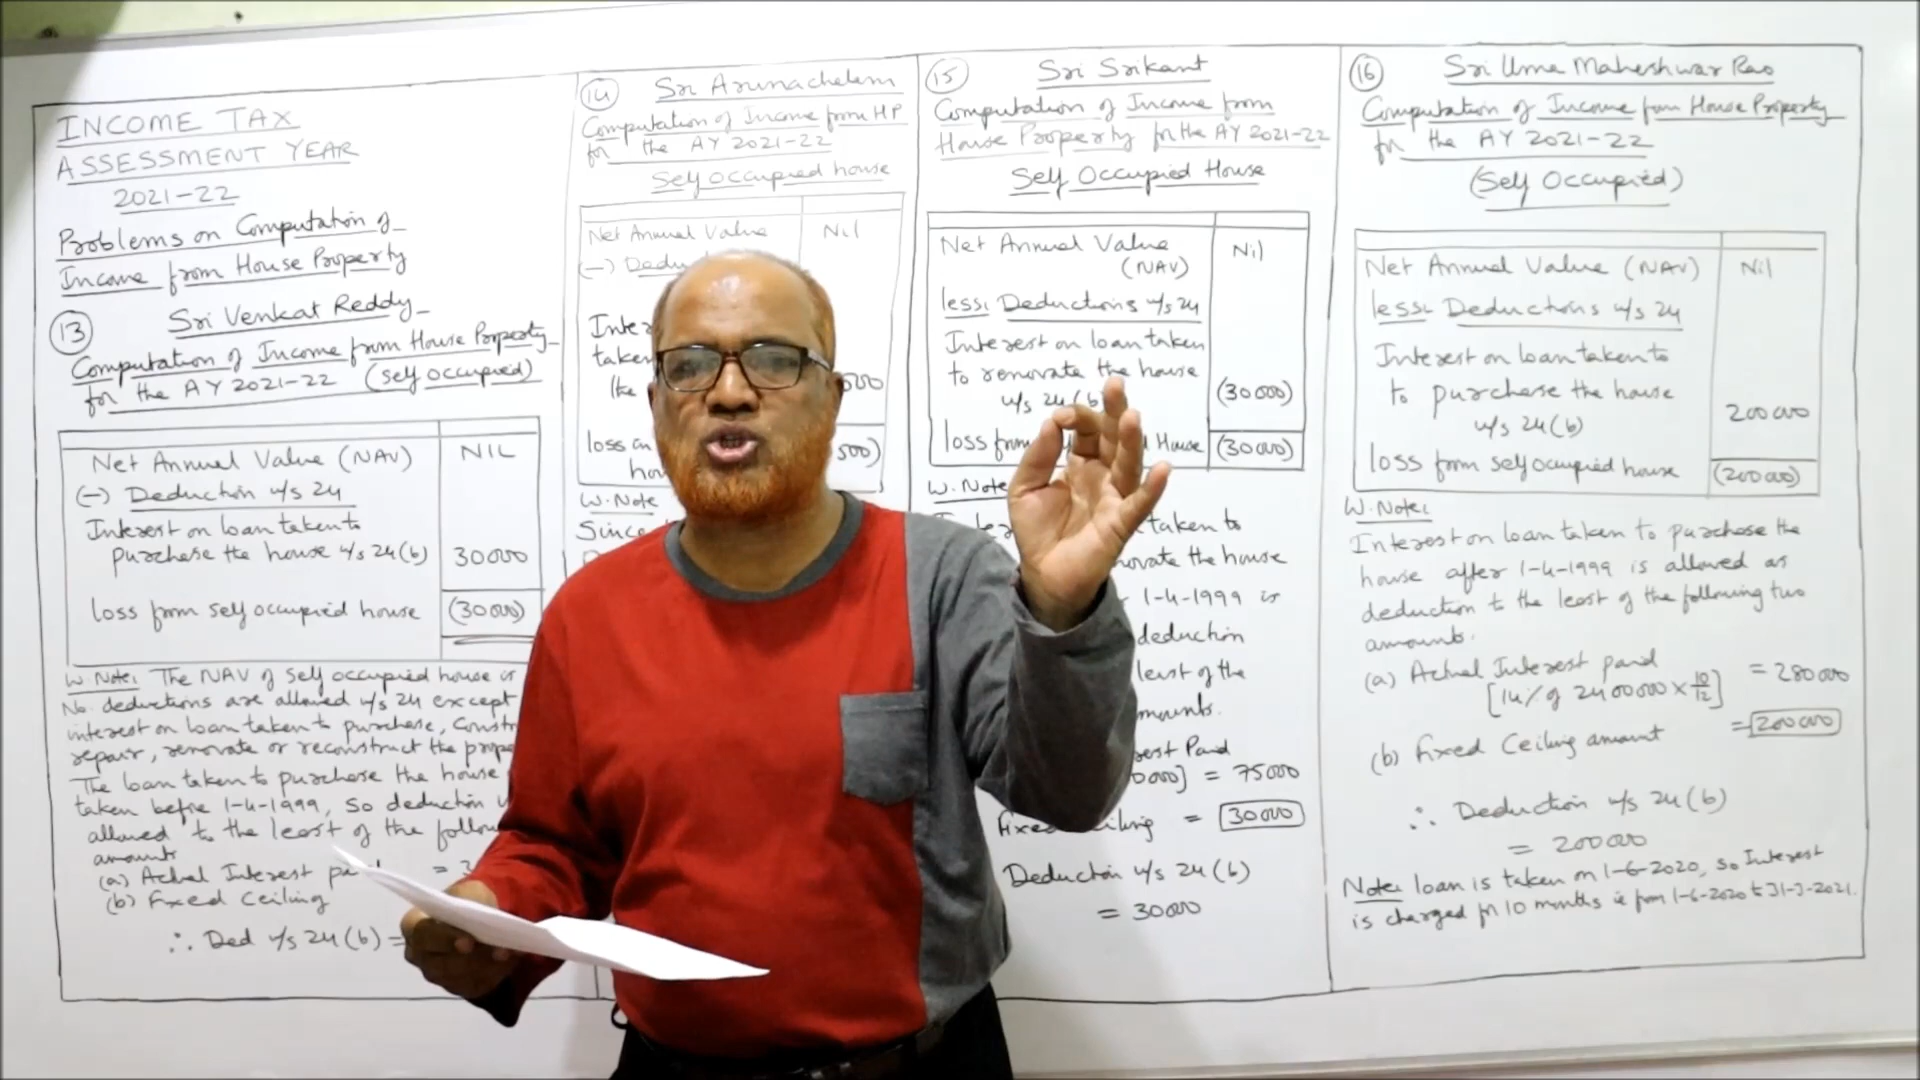 INCOME TAX
ASSESSMENT YEAR
2021-22
Problems on Computation of
Income from House Property
13 Sri Venkat Reddy
Computation of Income from House Property
for the AY 2021-22 (self occupied)
Net Annual Value (NAV) NIL
(-) Deduction u/s 24
Interest on loan taken to
purchase the house u/s 24(b) 30000
loss from self occupied house (30000)
W.Note: The NAV of self occupied house
No deductions are allowed u/s 24 except
interest on loan taken to purchase,
repair, renovate or reconstruct the
The loan taken to purchase the house
taken before 1-4-1999, so deduction
allowed to the least of the
amounts
(a) Actual Interest =
(b) Fixed Ceiling
∴ Ded u/s 24(b) =
14 Sri Arunachalam
Computation of Income from HP
for the AY 2021-22
Self Occupied house
Net Annual Value Nil
(-)
taken
the
loss on
W.Note
Since
15 Sri Srikant
Computation of Income from
House Property for the AY 2021-22
Self Occupied House
Net Annual Value Nil
(NAV)
less: Deductions u/s 24
Interest on loan taken
to renovate the house
u/s 24(b) (30000)
loss from House (30000)
W.Note
taken to
the house
1-4-1999 is
deduction
least of the
Paid
= 75000
Fixed Ceiling = 30000
Deduction u/s 24(b)
= 30000
16 Sri Uma Maheshwar Rao
Computation of Income from House Property
for the AY 2021-22
(Self Occupied)
Net Annual Value (NAV) Nil
less: Deductions u/s 24
Interest on loan taken to
to purchase the house
u/s 24(b) 200000
loss from self occupied house (200000)
W.Note:
Interest on loan taken to purchase the
house after 1-4-1999 is allowed as
deduction to the least of the following two
amounts.
(a) Actual Interest paid
[14% of 2400000 x 10/12] = 280000
(b) Fixed Ceiling amount = 200000
∴ Deduction u/s 24(b)
= 200000
Note: loan is taken on 1-6-2020, so Interest
is charged for 10 months ie from 1-6-2020 to 31-3-2021.